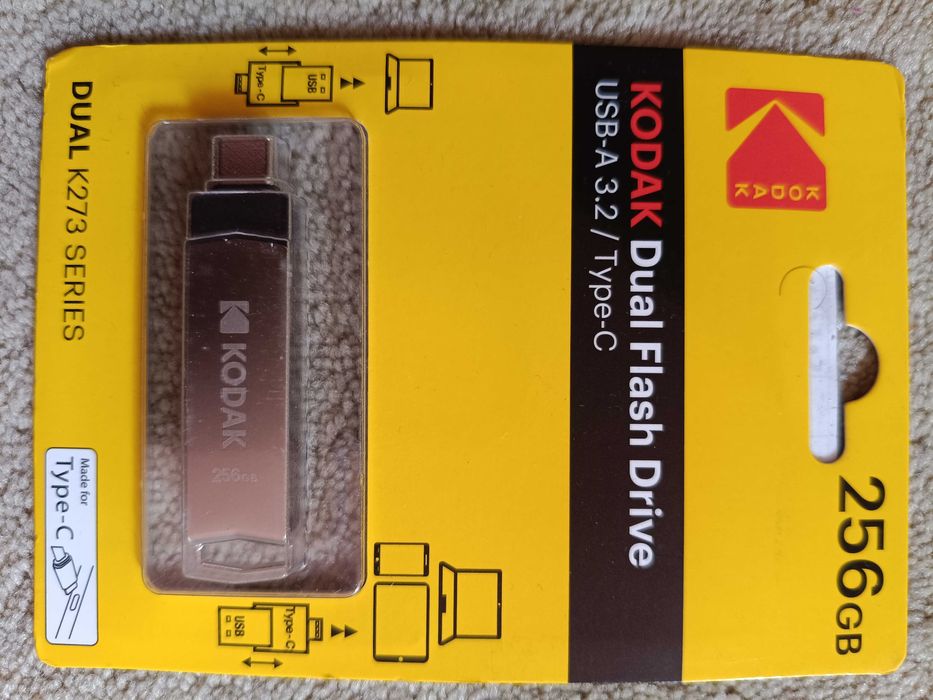 KODAK
256GB
KODAK Dual Flash Drive
USB-A 3.2 / Type-C
Type-C
USB
USB
Type-C
KODAK
256GB
DUAL K273 SERIES
Made for
Type-C